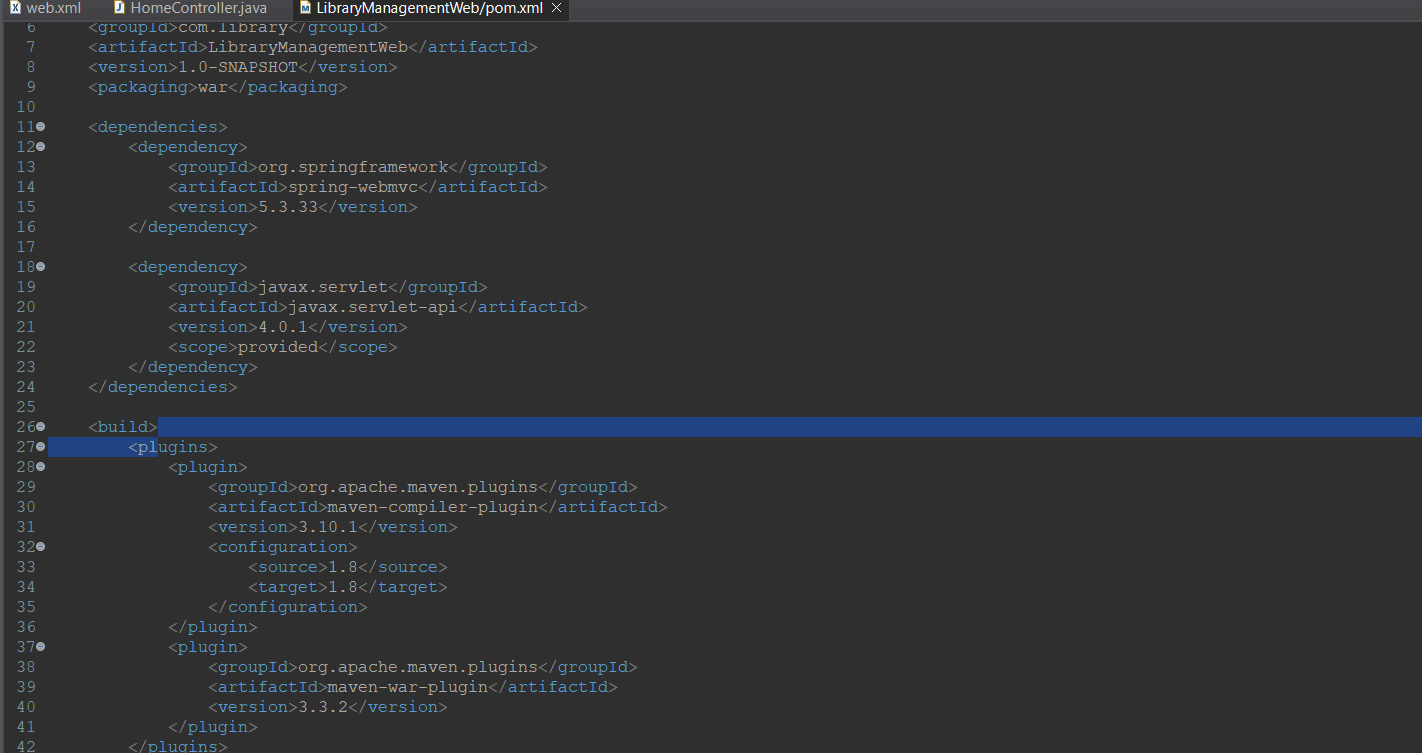 web.xml HomeController.java LibraryManagementWeb/pom.xml
6 <groupId>com.library</groupId>
7 <artifactId>LibraryManagementWeb</artifactId>
8 <version>1.0-SNAPSHOT</version>
9 <packaging>war</packaging>
10
11 <dependencies>
12 <dependency>
13 <groupId>org.springframework</groupId>
14 <artifactId>spring-webmvc</artifactId>
15 <version>5.3.33</version>
16 </dependency>
17
18 <dependency>
19 <groupId>javax.servlet</groupId>
20 <artifactId>javax.servlet-api</artifactId>
21 <version>4.0.1</version>
22 <scope>provided</scope>
23 </dependency>
24 </dependencies>
25
26 <build>
27 <plugins>
28 <plugin>
29 <groupId>org.apache.maven.plugins</groupId>
30 <artifactId>maven-compiler-plugin</artifactId>
31 <version>3.10.1</version>
32 <configuration>
33 <source>1.8</source>
34 <target>1.8</target>
35 </configuration>
36 </plugin>
37 <plugin>
38 <groupId>org.apache.maven.plugins</groupId>
39 <artifactId>maven-war-plugin</artifactId>
40 <version>3.3.2</version>
41 </plugin>
42 </plugins>